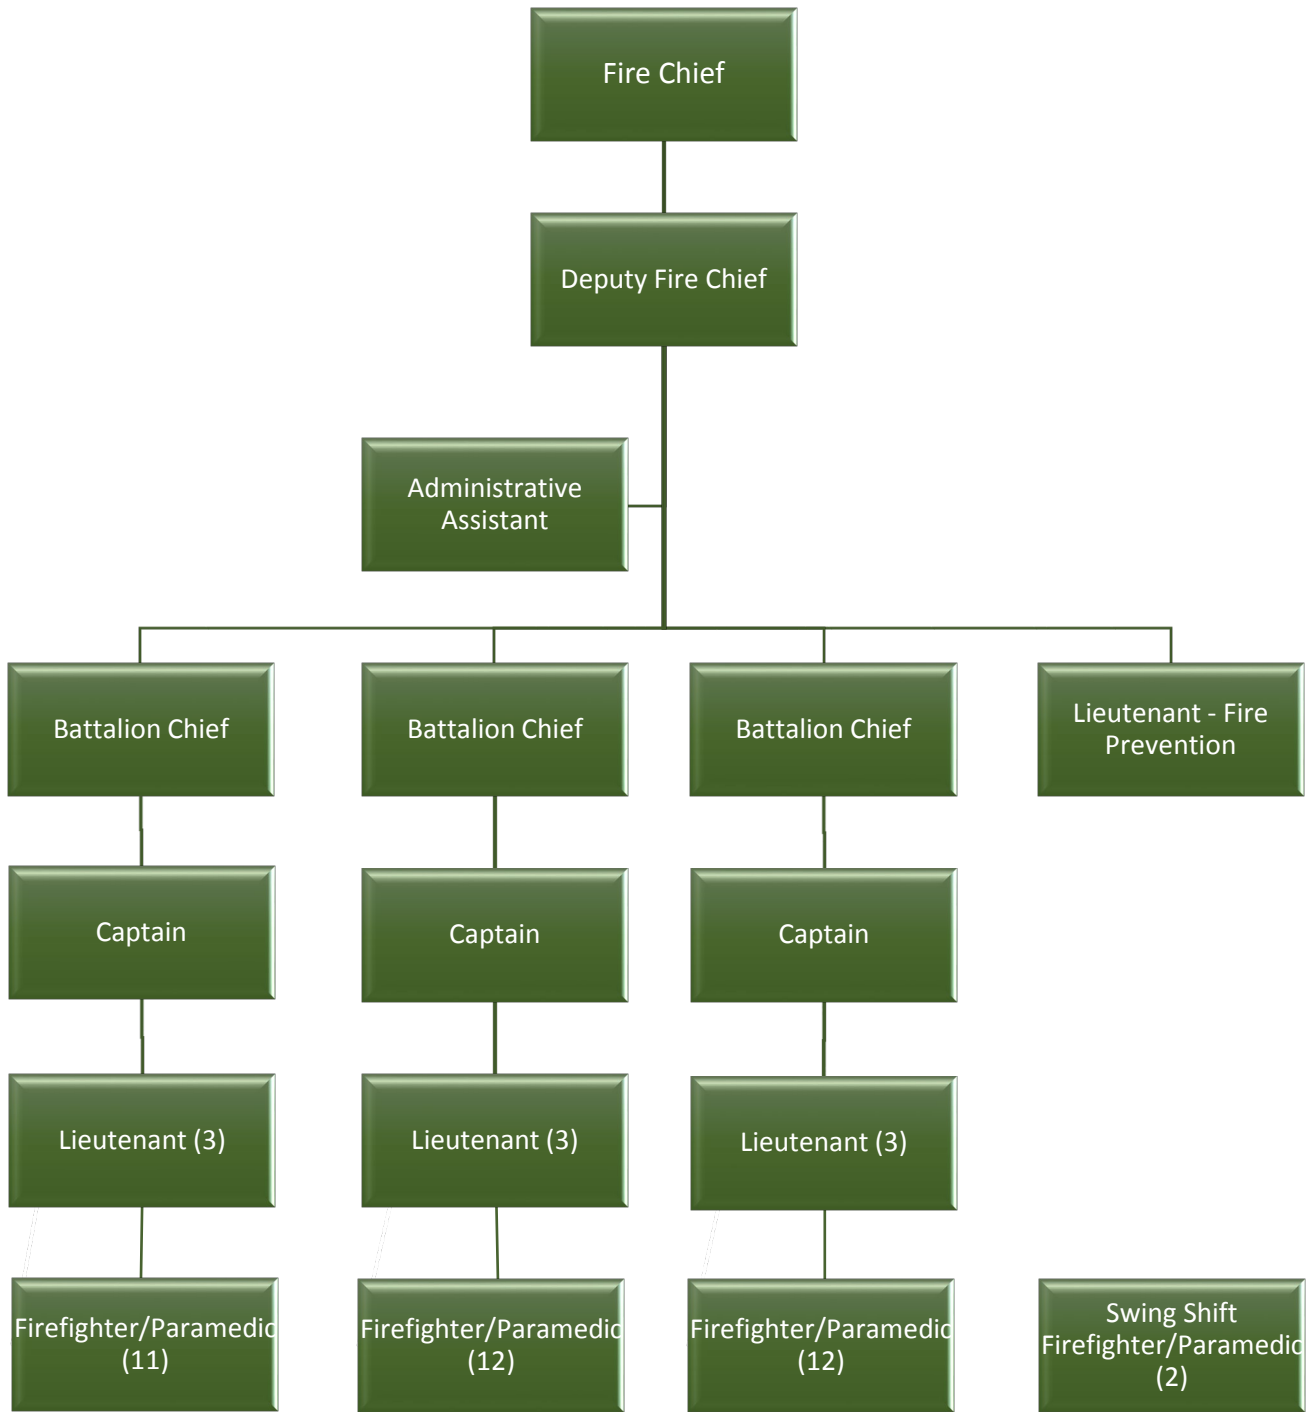 Fire Chief
Deputy Fire Chief
Administrative
Assistant
Battalion Chief
Battalion Chief
Battalion Chief
Lieutenant - Fire
Prevention
Captain
Captain
Captain
Lieutenant (3)
Lieutenant (3)
Lieutenant (3)
Firefighter/Paramedic
(11)
Firefighter/Paramedic
(12)
Firefighter/Paramedic
(12)
Swing Shift
Firefighter/Paramedic
(2)